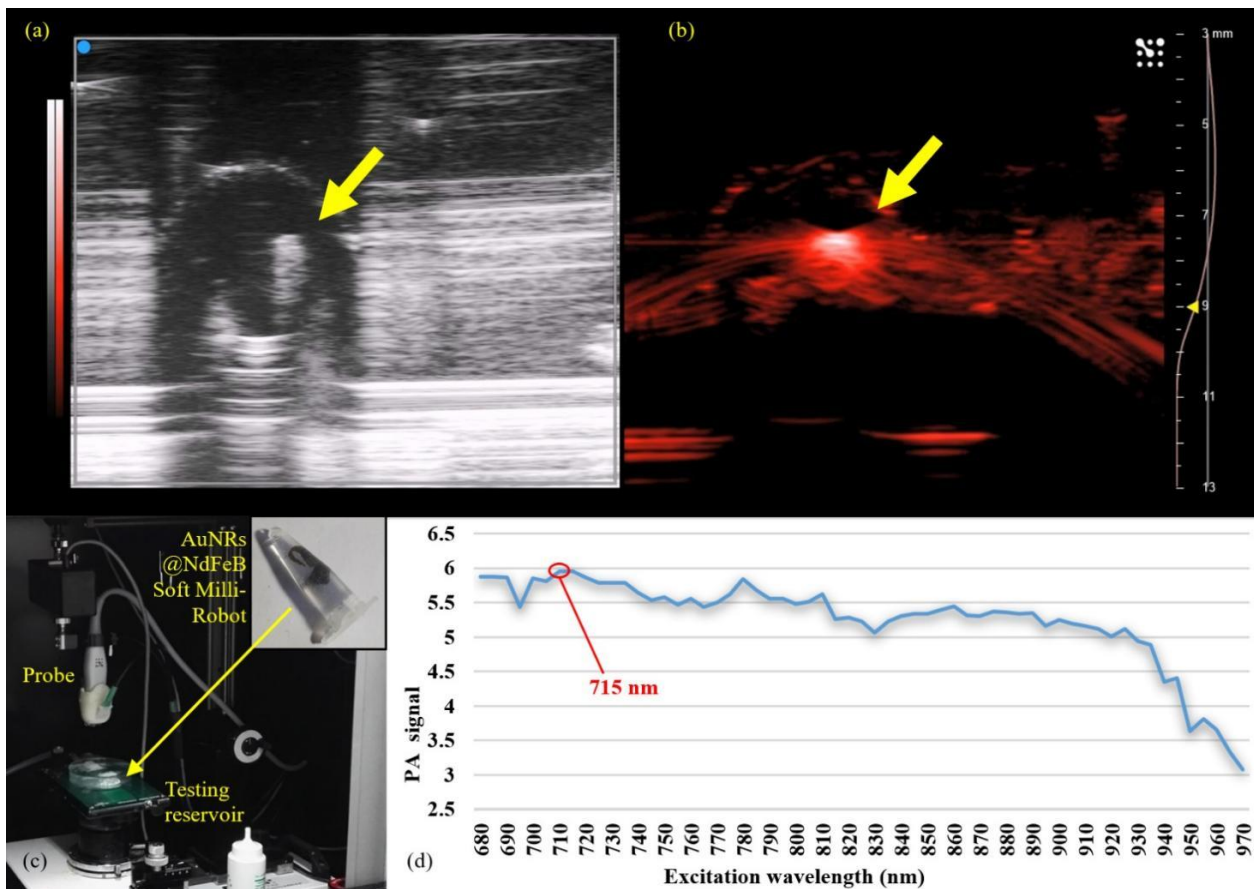 (a)
(b)
3 mm
5
7
9
11
13
AuNRs
@NdFeB
Soft Milli-
Robot
Probe
Testing
reservoir
(c)
6.5
6
5.5
5
4.5
4
3.5
3
2.5
PA signal
715 nm
680 690 700 710 720 730 740 750 760 770 780 790 800 810 820 830 840 850 860 870 880 890 900 910 920 930 940 950 960 970
(d)
Excitation wavelength (nm)